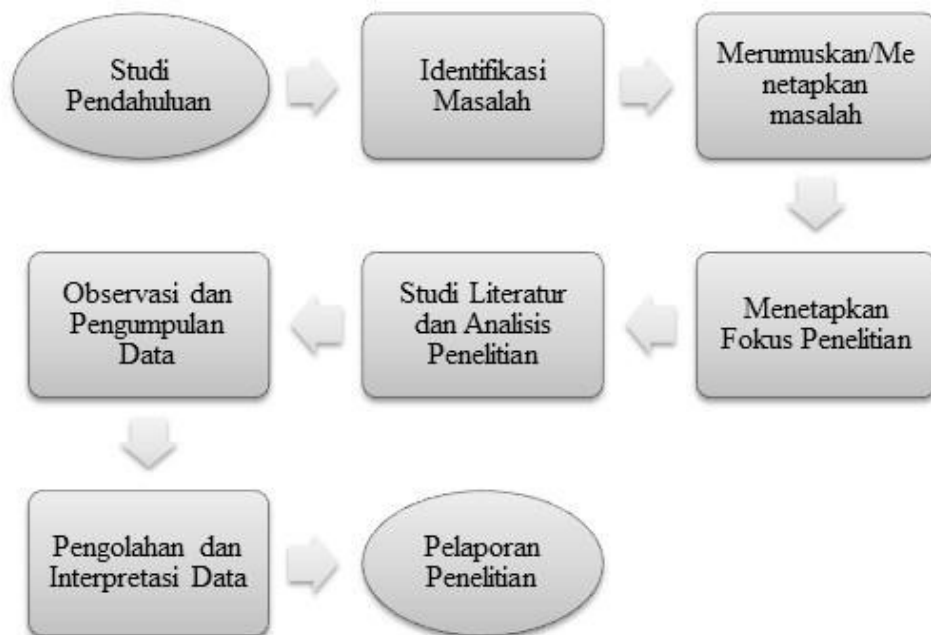 Studi
Pendahuluan
Identifikasi
Masalah
Merumuskan/Me
netapkan
masalah
Menetapkan
Fokus Penelitian
Studi Literatur
dan Analisis
Penelitian
Observasi dan
Pengumpulan
Data
Pengolahan dan
Interpretasi Data
Pelaporan
Penelitian